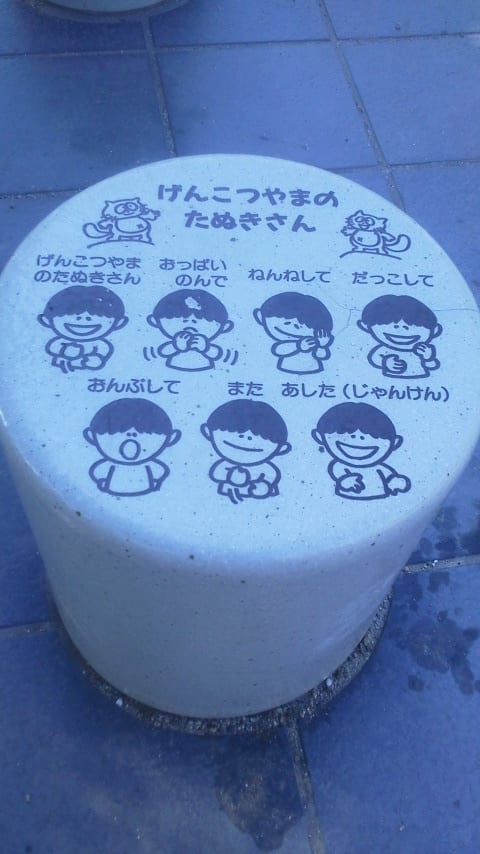 げんこつやまの
たぬきさん
げんこつやま
のたぬきさん
おっぱい
のんで
ねんねして
だっこして
おんぶして
また
あした(じゃんけん)